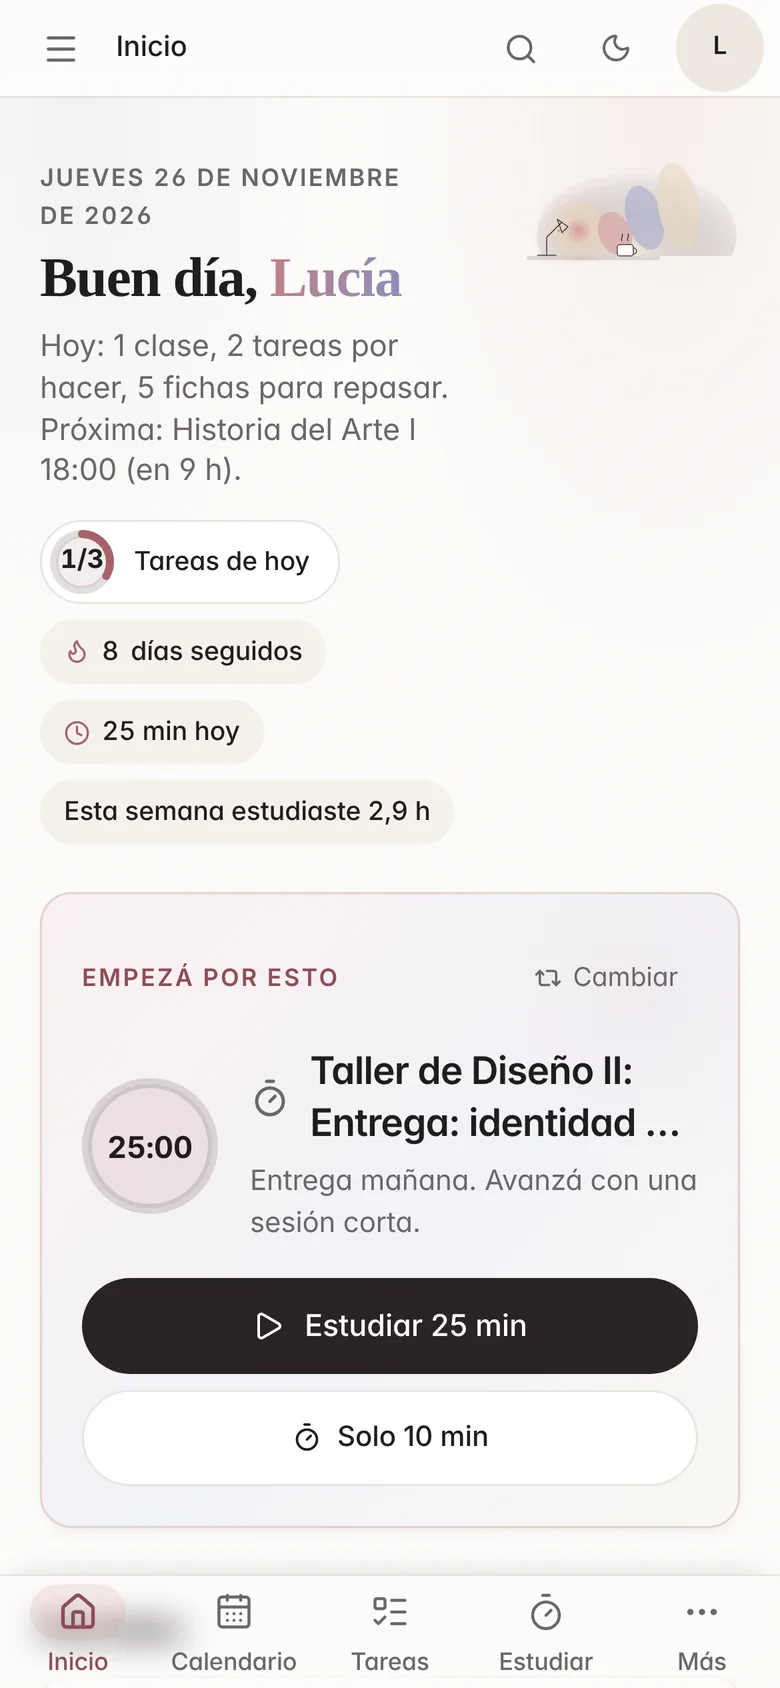 Inicio
L
JUEVES 26 DE NOVIEMBRE
DE 2026
Buen día, Lucía
Hoy: 1 clase, 2 tareas por
hacer, 5 fichas para repasar.
Próxima: Historia del Arte I
18:00 (en 9 h).
1/3 Tareas de hoy
8 días seguidos
25 min hoy
Esta semana estudiaste 2,9 h
EMPEZÁ POR ESTO
Cambiar
25:00
Taller de Diseño II:
Entrega: identidad ...
Entrega mañana. Avanzá con una
sesión corta.
Estudiar 25 min
Solo 10 min
Inicio
Calendario
Tareas
Estudiar
Más